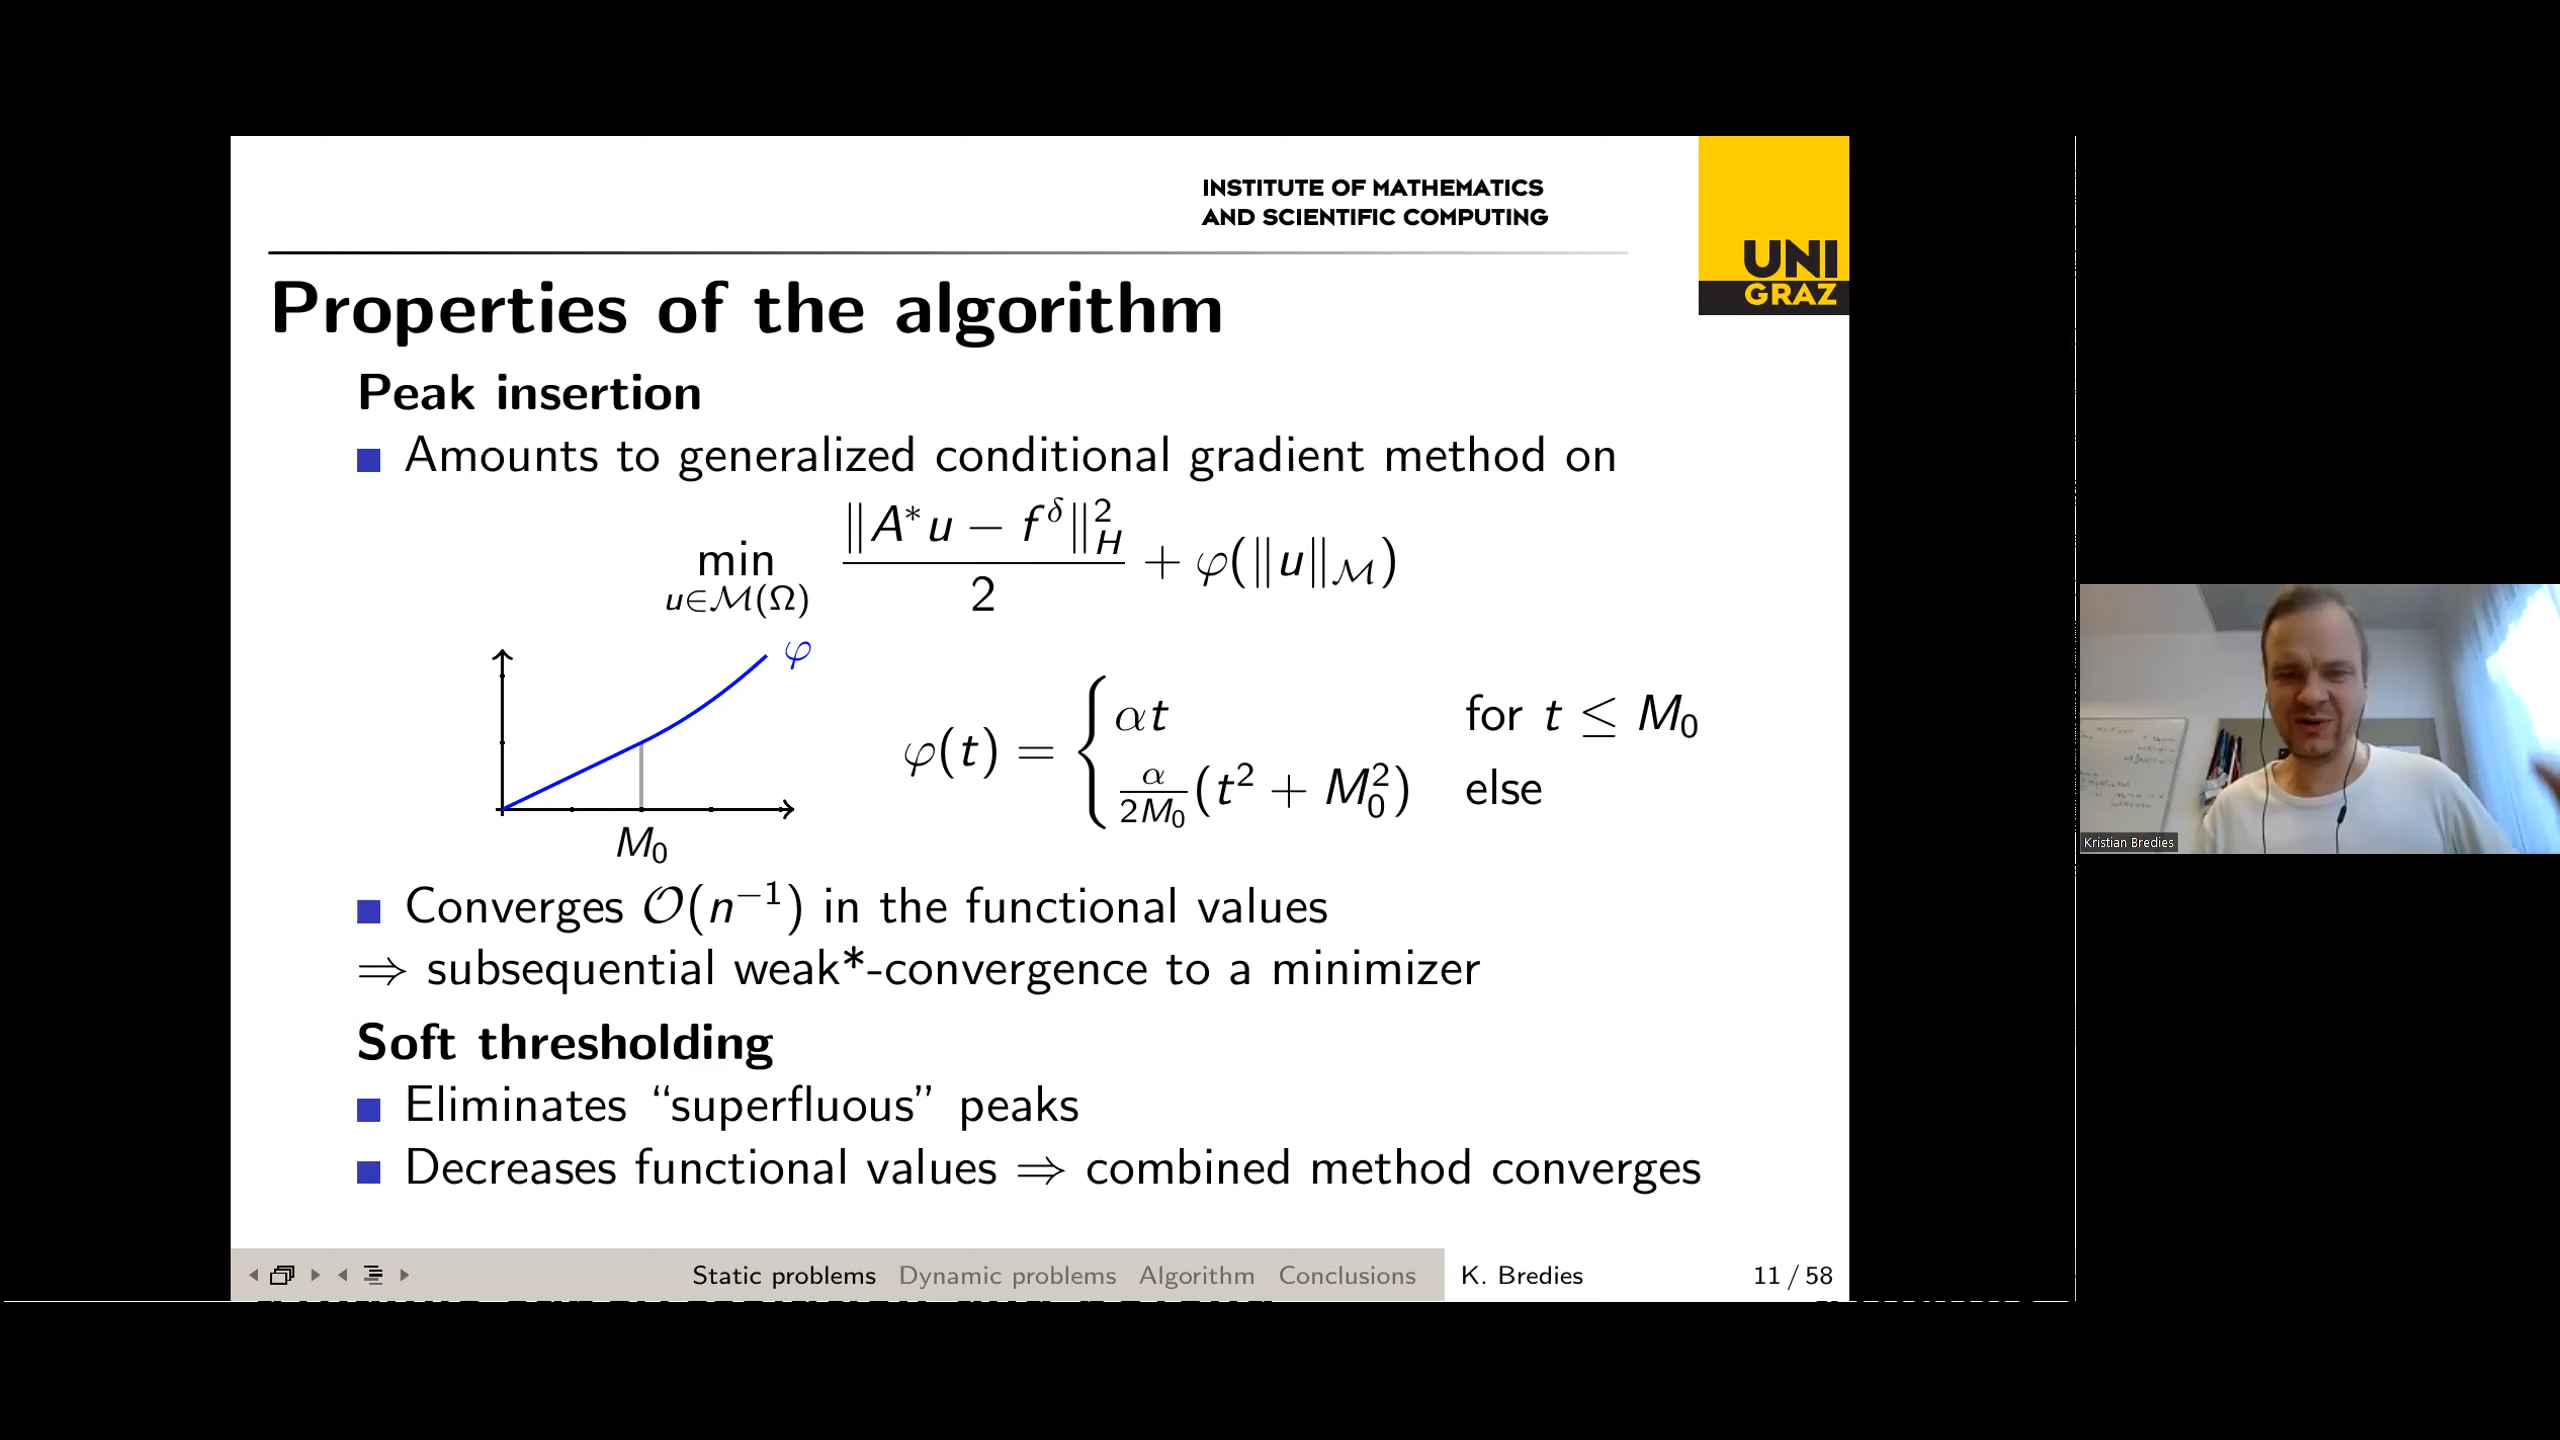 INSTITUTE OF MATHEMATICS
AND SCIENTIFIC COMPUTING
UNI
GRAZ
Properties of the algorithm
Peak insertion
Amounts to generalized conditional gradient method on
min_{u∈ℳ(Ω)} ‖A*u − f^δ‖²_H / 2 + φ(‖u‖_ℳ)
φ
M₀
φ(t) = { αt for t ≤ M₀
α/2M₀ (t² + M₀²) else
Converges 𝒪(n⁻¹) in the functional values
⇒ subsequential weak*-convergence to a minimizer
Soft thresholding
Eliminates “superfluous” peaks
Decreases functional values ⇒ combined method converges
Static problems Dynamic problems Algorithm Conclusions K. Bredies 11 / 58
Kristian Bredies